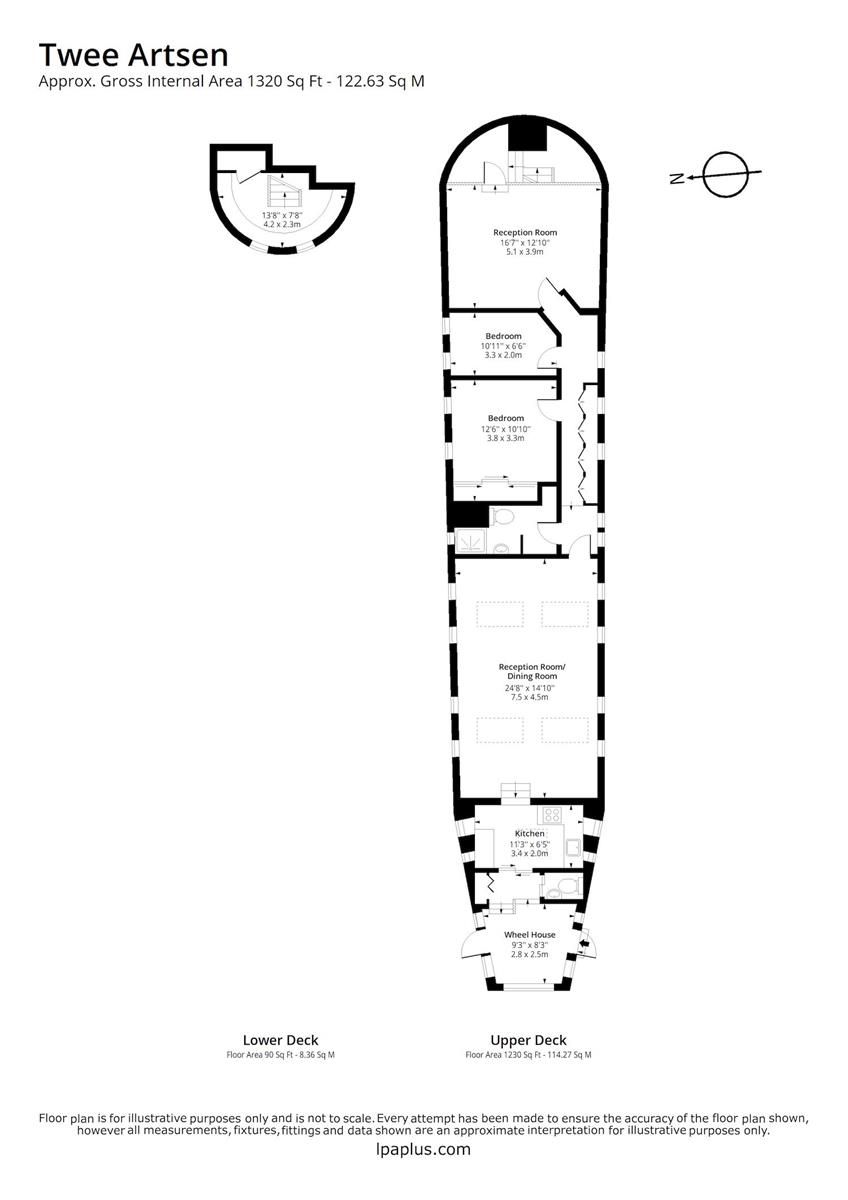 Twee Artsen
Approx. Gross Internal Area 1320 Sq Ft - 122.63 Sq M
13'8" x 7'8"
4.2 x 2.3m
N
Reception Room
16'7" x 12'10"
5.1 x 3.9m
Bedroom
10'11" x 6'6"
3.3 x 2.0m
Bedroom
12'6" x 10'10"
3.8 x 3.3m
Reception Room/
Dining Room
24'8" x 14'10"
7.5 x 4.5m
Kitchen
11'3" x 6'5"
3.4 x 2.0m
Wheel House
9'3" x 8'3"
2.8 x 2.5m
Lower Deck
Floor Area 90 Sq Ft - 8.36 Sq M
Upper Deck
Floor Area 1230 Sq Ft - 114.27 Sq M
Floor plan is for illustrative purposes only and is not to scale. Every attempt has been made to ensure the accuracy of the floor plan shown,
however all measurements, fixtures, fittings and data shown are an approximate interpretation for illustrative purposes only.
lpaplus.com